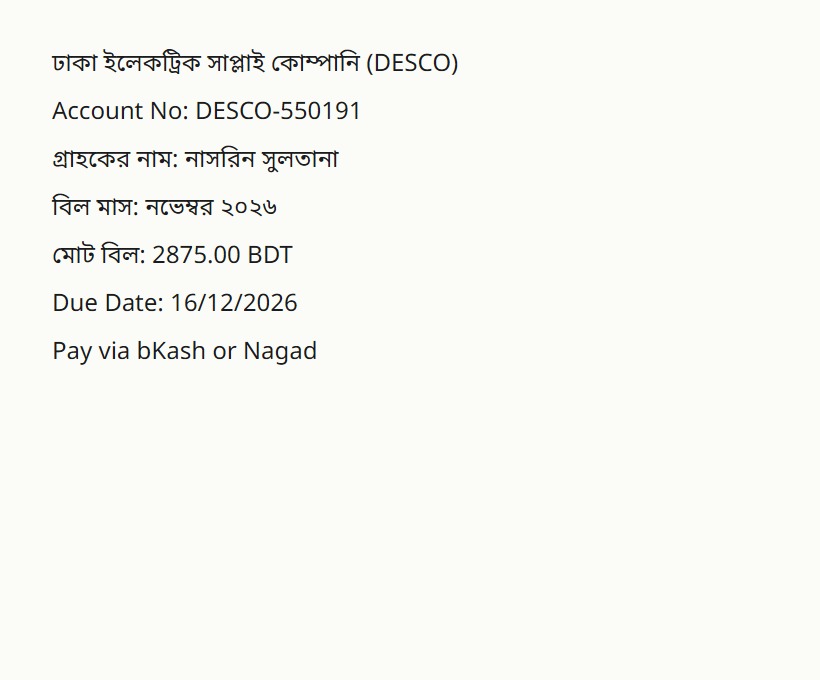 ঢাকা ইলেকট্রিক সাপ্লাই কোম্পানি (DESCO)
Account No: DESCO-550191
গ্রাহকের নাম: নাসরিন সুলতানা
বিল মাস: নভেম্বর ২০২৬
মোট বিল: 2875.00 BDT
Due Date: 16/12/2026
Pay via bKash or Nagad